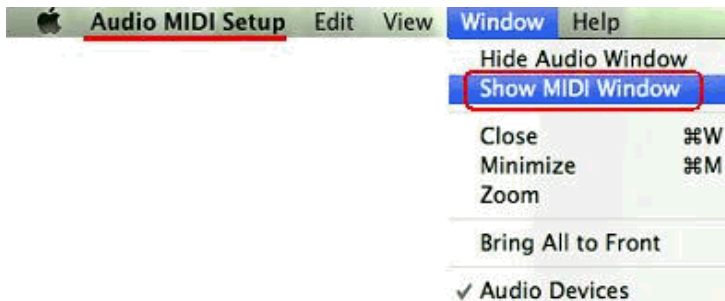 Audio MIDI Setup Edit View Window Help
Hide Audio Window
Show MIDI Window
Close ⌘W
Minimize ⌘M
Zoom
Bring All to Front
✓ Audio Devices